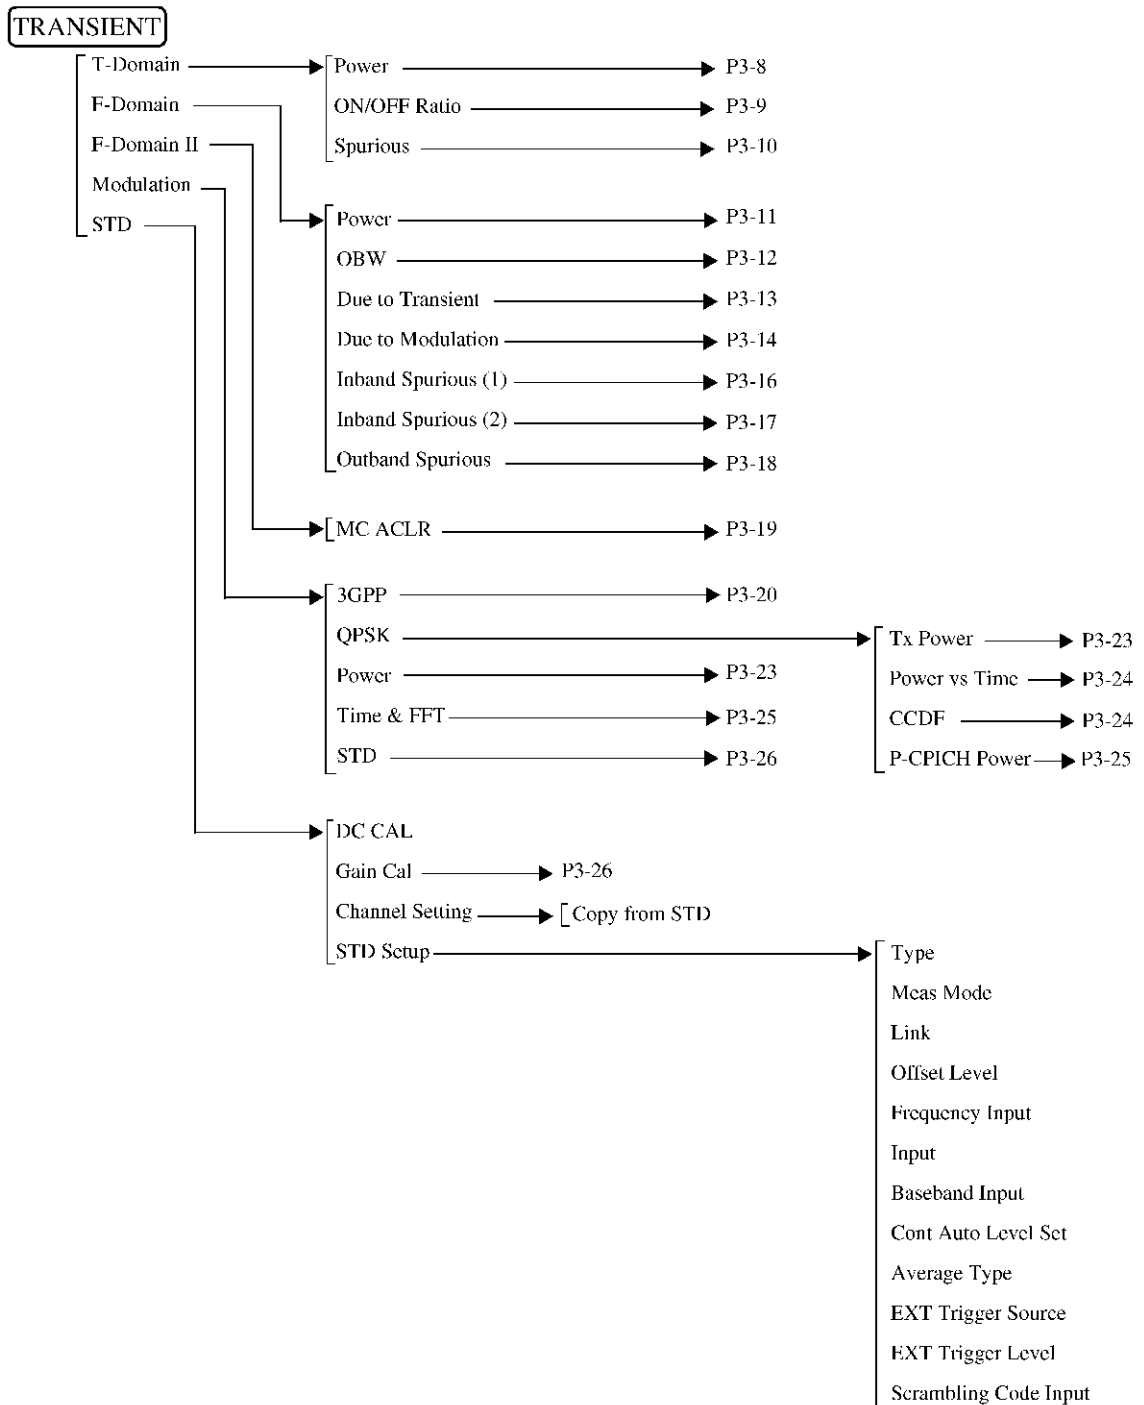 TRANSIENT
T-Domain
F-Domain
F-Domain II
Modulation
STD
Power P3-8
ON/OFF Ratio P3-9
Spurious P3-10
Power P3-11
OBW P3-12
Due to Transient P3-13
Due to Modulation P3-14
Inband Spurious (1) P3-16
Inband Spurious (2) P3-17
Outband Spurious P3-18
MC ACLR P3-19
3GPP P3-20
QPSK
Power P3-23
Time & FFT P3-25
STD P3-26
Tx Power P3-23
Power vs Time P3-24
CCDF P3-24
P-CPICH Power P3-25
DC CAL
Gain Cal P3-26
Channel Setting Copy from STD
STD Setup
Type
Meas Mode
Link
Offset Level
Frequency Input
Input
Baseband Input
Cont Auto Level Set
Average Type
EXT Trigger Source
EXT Trigger Level
Scrambling Code Input